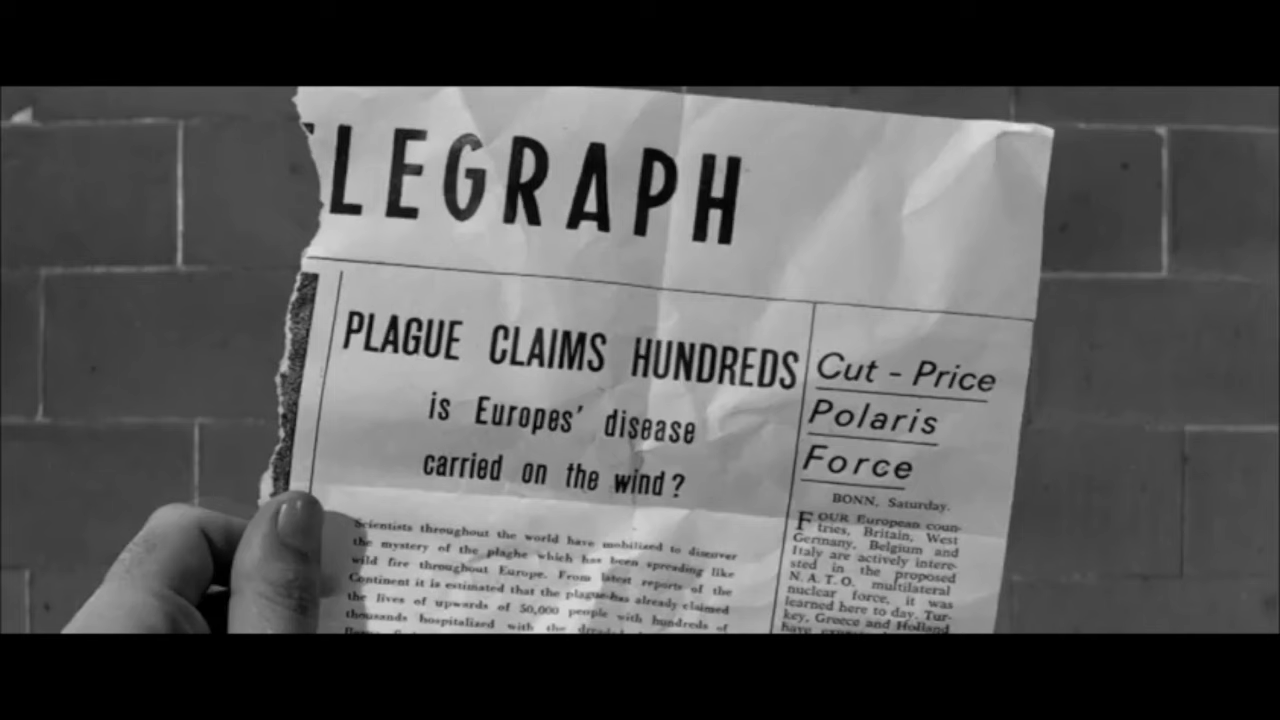 LEGRAPH
PLAGUE CLAIMS HUNDREDS
is Europes' disease
carried on the wind?
Scientists throughout the world have mobilized to discover
the mystery of the plaghe which has been spreading like
wild fire throughout Europe. From latest reports of the
Continent it is estimated that the plague has already claimed
the lives of upwards of 50,000 people with hundreds of
thousands hospitalized with the
Cut - Price
Polaris
Force
BONN, Saturday.
FOUR European coun-
tries, Britain, West
Germany, Belgium and
Italy are actively intere-
sted in the proposed
N.A.T.O. multilateral
nuclear force, it was
learned here to day. Tur-
key, Greece and Holland
have